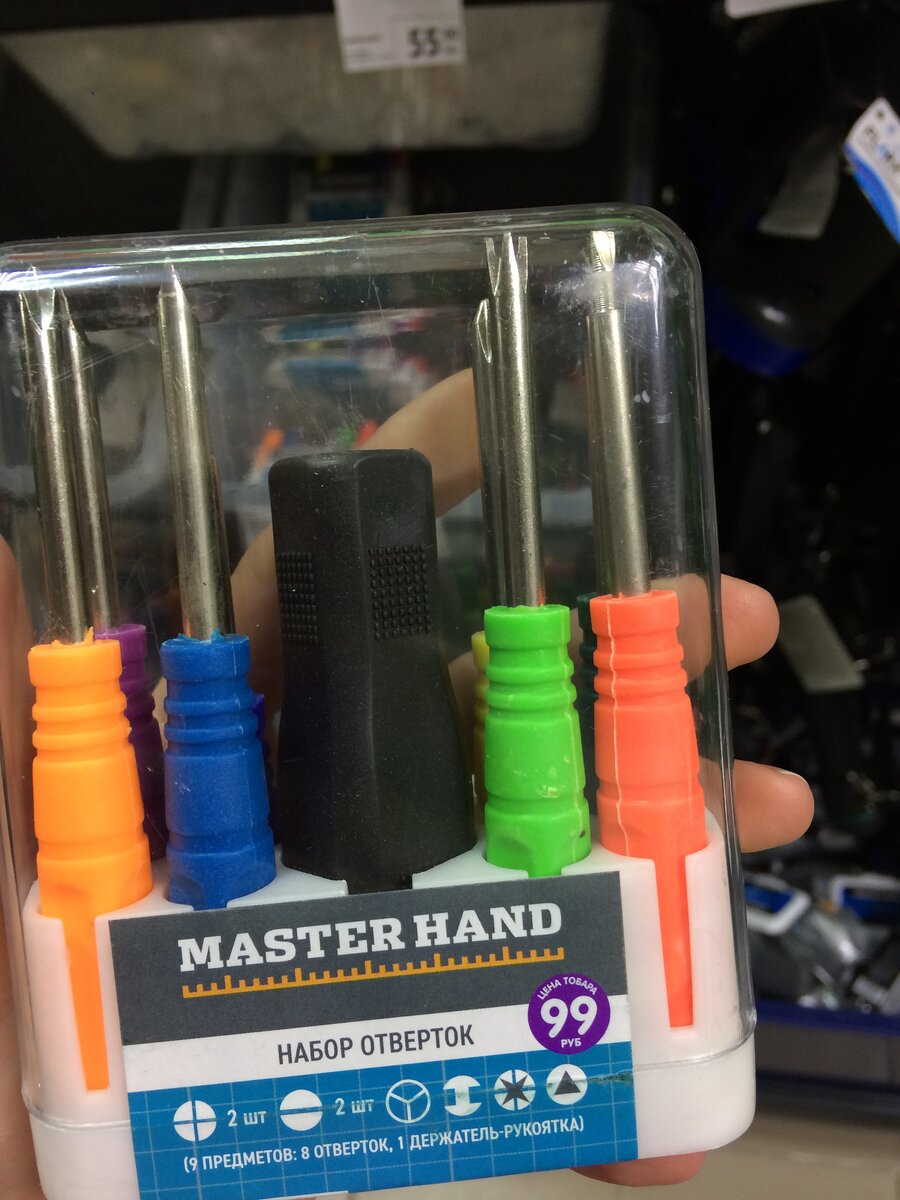 55
MASTER HAND
ЦЕНА ТОВАРА
99
РУБ
НАБОР ОТВЕРТОК
2 шт 2 шт
(9 ПРЕДМЕТОВ: 8 ОТВЕРТОК, 1 ДЕРЖАТЕЛЬ-РУКОЯТКА)